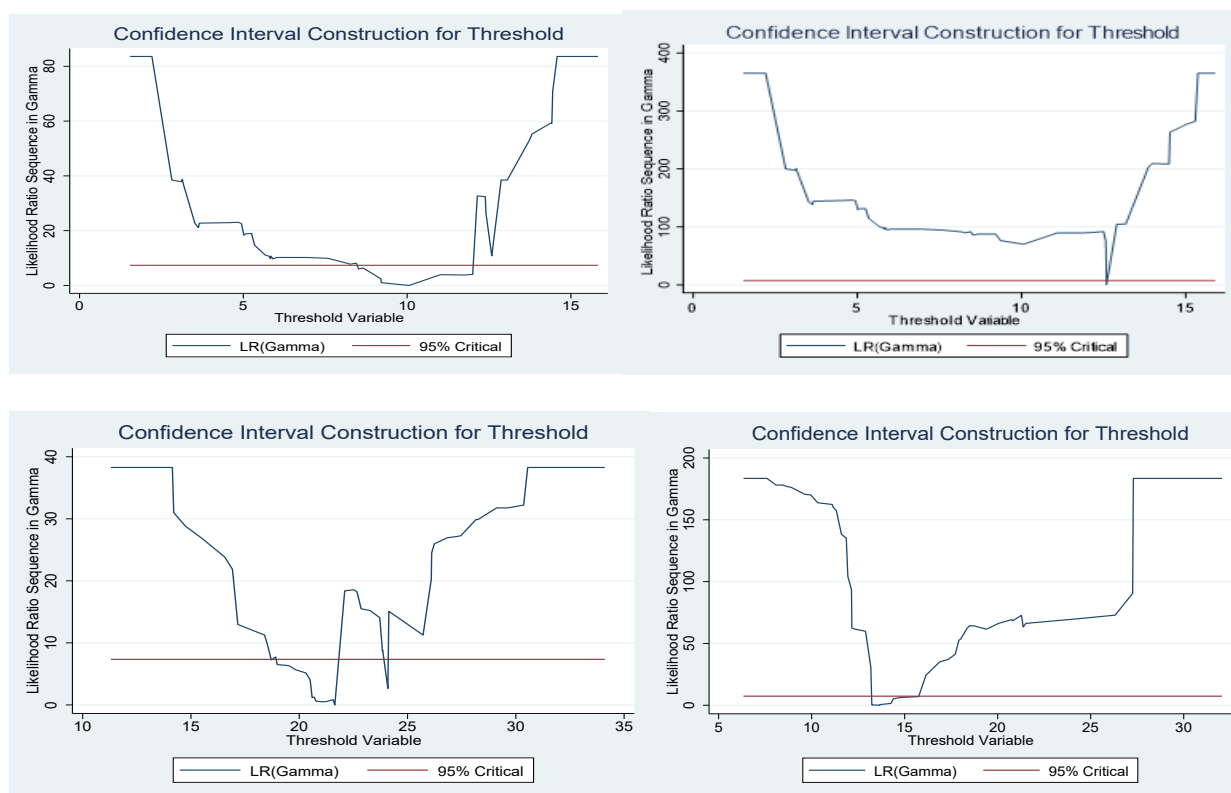 Confidence Interval Construction for Threshold
Likelihood Ratio Sequence in Gamma
80
60
40
20
0
0 5 10 15
Threshold Variable
LR(Gamma) 95% Critical
Confidence Interval Construction for Threshold
Likelihood Ratio Sequence in Gamma
400
300
200
100
0
0 5 10 15
Threshold Variable
LR(Gamma) 95% Critical
Confidence Interval Construction for Threshold
Likelihood Ratio Sequence in Gamma
40
30
20
10
0
10 15 20 25 30 35
Threshold Variable
LR(Gamma) 95% Critical
Confidence Interval Construction for Threshold
Likelihood Ratio Sequence in Gamma
200
150
100
50
0
5 10 15 20 25 30
Threshold Variable
LR(Gamma) 95% Critical